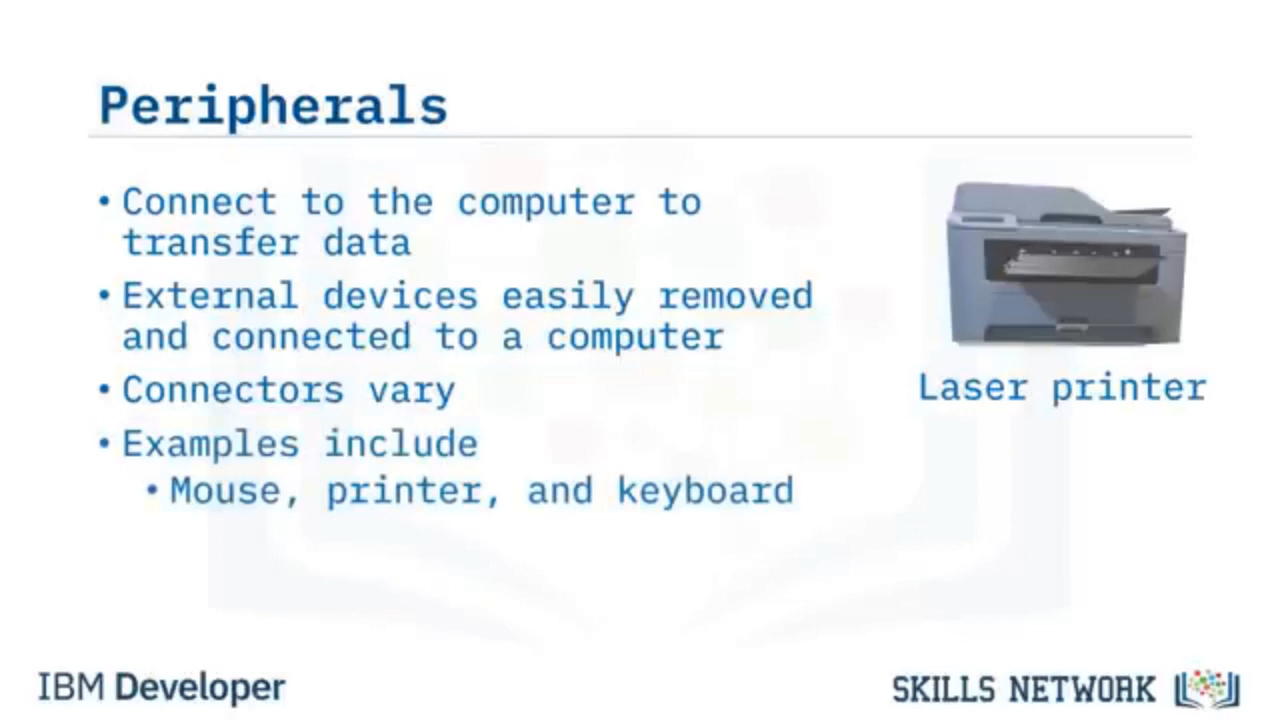 Peripherals
• Connect to the computer to
transfer data
• External devices easily removed
and connected to a computer
• Connectors vary
• Examples include
• Mouse, printer, and keyboard
Laser printer
IBM Developer
SKILLS NETWORK